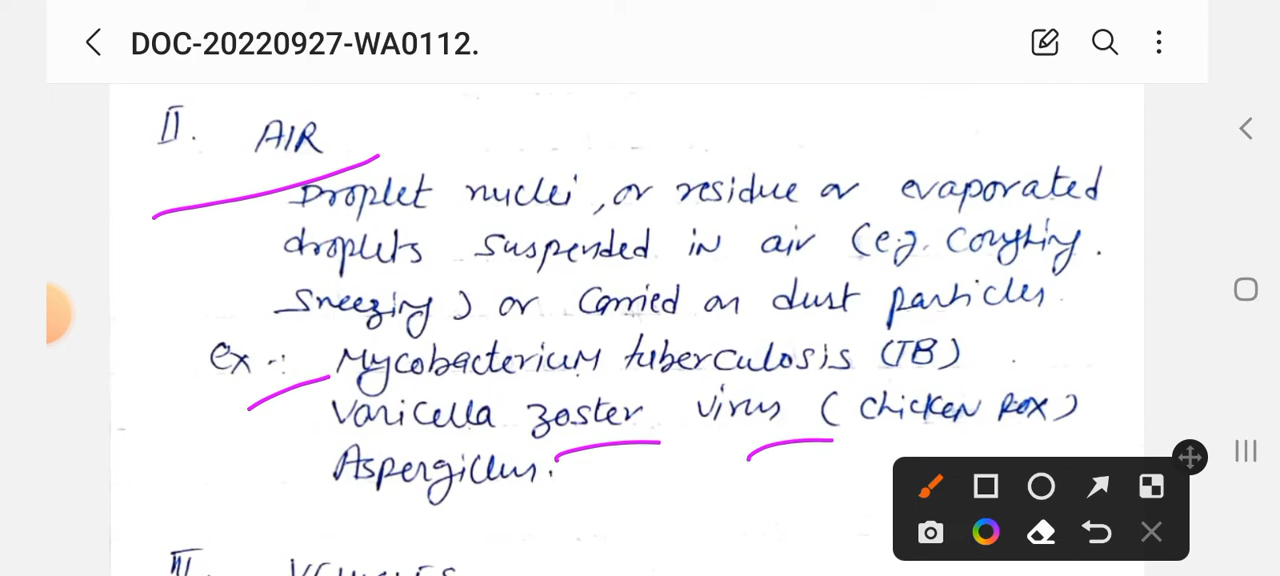 DOC-20220927-WA0112.
II. AIR
Droplet nuclei, or residue or evaporated
droplets suspended in air (e.g. Coughing.
Sneezing) or Carried on dust particles.
Ex -: Mycobacterium tuberculosis (TB)
Varicella zoster virus (Chicken Pox)
Aspergillus.
III.